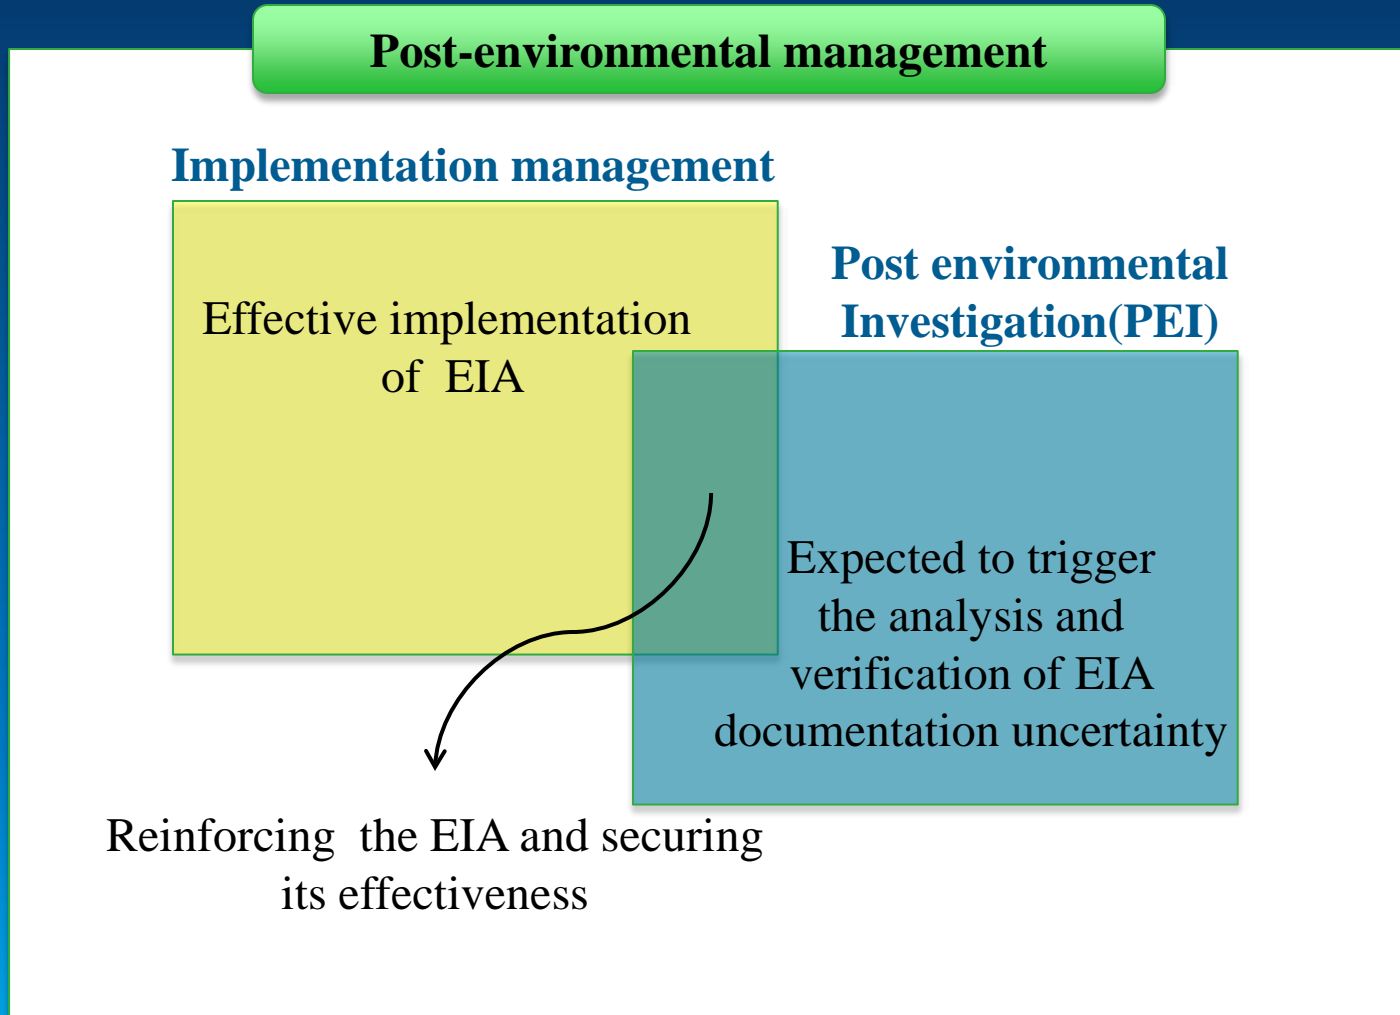 Post-environmental management
Implementation management
Effective implementation
of EIA
Post environmental
Investigation(PEI)
Expected to trigger
the analysis and
verification of EIA
documentation uncertainty
Reinforcing the EIA and securing
its effectiveness